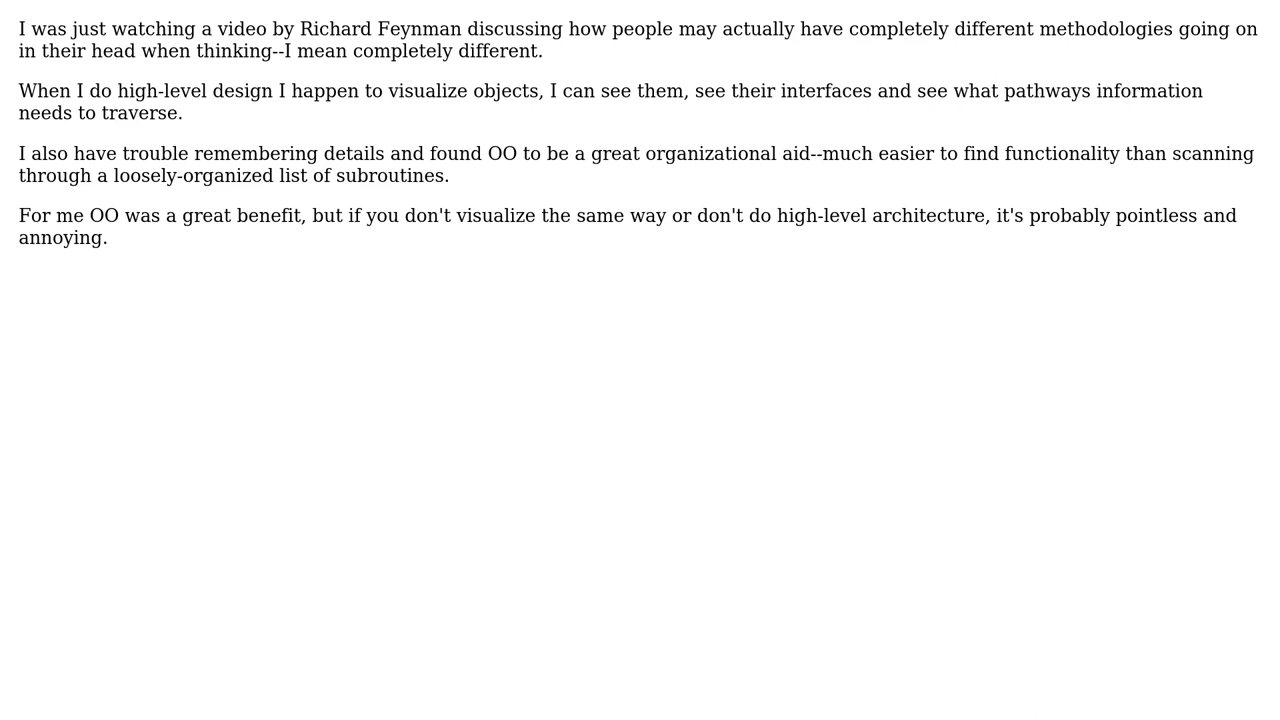 I was just watching a video by Richard Feynman discussing how people may actually have completely different methodologies going on
in their head when thinking--I mean completely different.
When I do high-level design I happen to visualize objects, I can see them, see their interfaces and see what pathways information
needs to traverse.
I also have trouble remembering details and found OO to be a great organizational aid--much easier to find functionality than scanning
through a loosely-organized list of subroutines.
For me OO was a great benefit, but if you don't visualize the same way or don't do high-level architecture, it's probably pointless and
annoying.